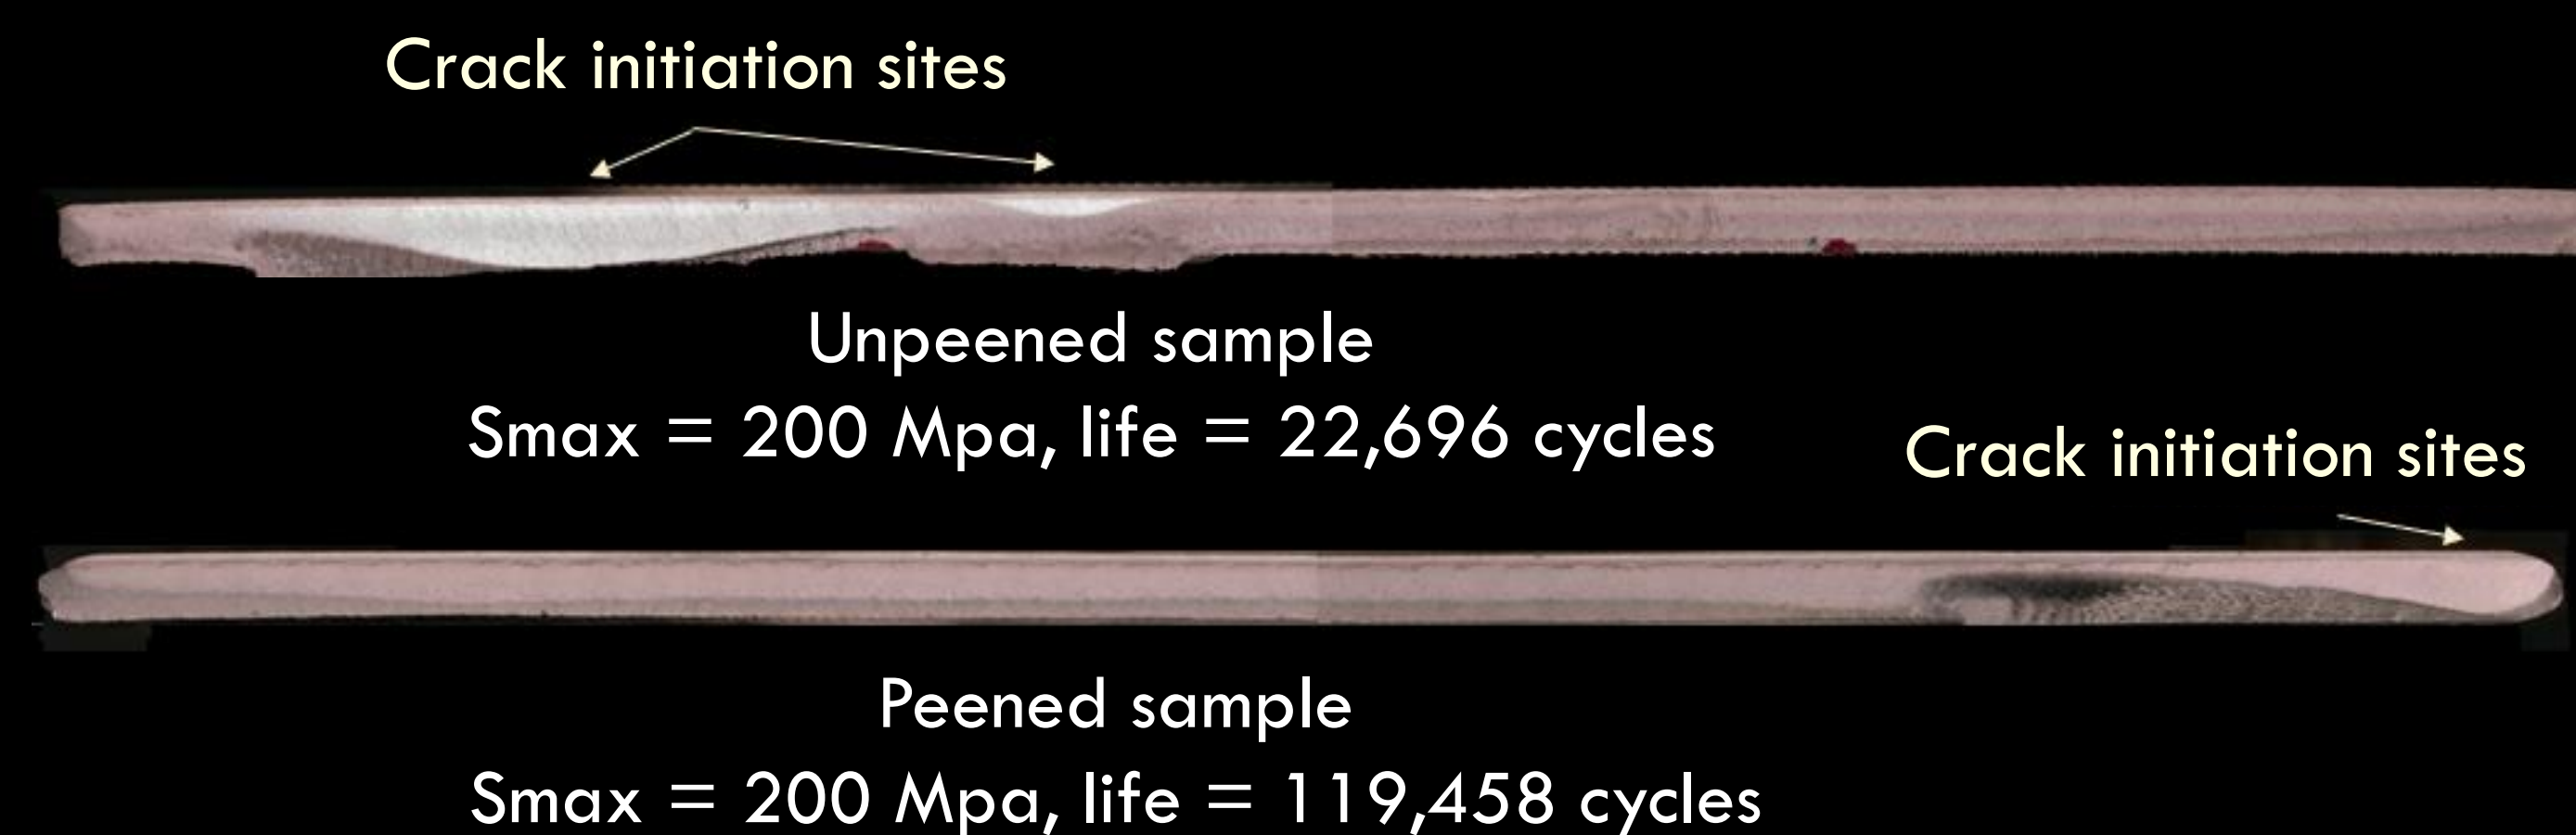 Crack initiation sites
Unpeened sample
Smax = 200 Mpa, life = 22,696 cycles
Crack initiation sites
Peened sample
Smax = 200 Mpa, life = 119,458 cycles